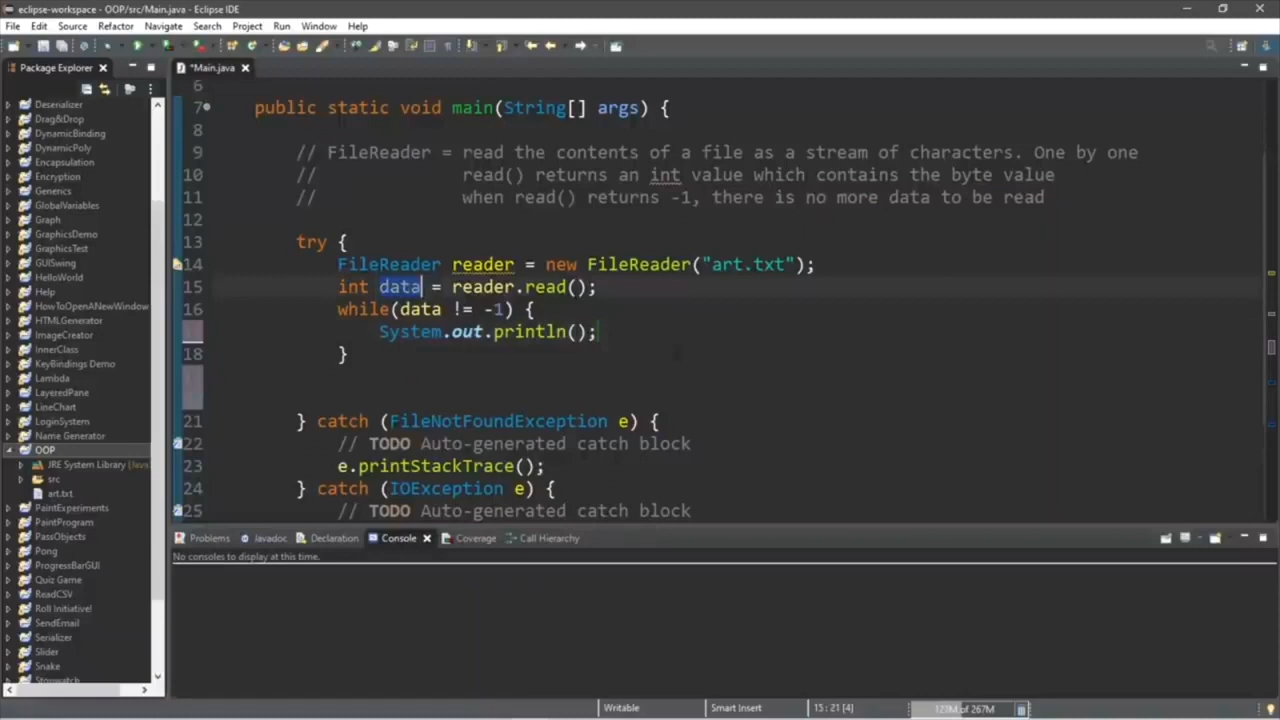 eclipse-workspace - OOP/src/Main.java - Eclipse IDE
File Edit Source Refactor Navigate Search Project Run Window Help
Package Explorer
Deserializer
Drag&Drop
DynamicBinding
DynamicPoly
Encapsulation
Encryption
Generics
GlobalVariables
Graph
GraphicsDemo
GraphicsTest
GUISwing
HelloWorld
Help
HowToOpenANewWindow
HTMLGenerator
ImageCreator
InnerClass
KeyBindings Demo
Lambda
LayeredPane
LineChart
LoginSystem
Name Generator
OOP
JRE System Library [Java
src
art.txt
PaintExperiments
PaintProgram
PassObjects
Pong
ProgressBarGUI
Quiz Game
ReadCSV
Roll Initiative!
SendEmail
Serializer
Slider
Snake
Stopwatch
*Main.java
6
7 public static void main(String[] args) {
8
9 // FileReader = read the contents of a file as a stream of characters. One by one
10 // read() returns an int value which contains the byte value
11 // when read() returns -1, there is no more data to be read
12
13 try {
14 FileReader reader = new FileReader("art.txt");
15 int data = reader.read();
16 while(data != -1) {
System.out.println();
18 }
21 } catch (FileNotFoundException e) {
22 // TODO Auto-generated catch block
23 e.printStackTrace();
24 } catch (IOException e) {
25 // TODO Auto-generated catch block
Problems Javadoc Declaration Console Coverage Call Hierarchy
No consoles to display at this time.
Writable Smart Insert 15 : 21 [4] of 267M